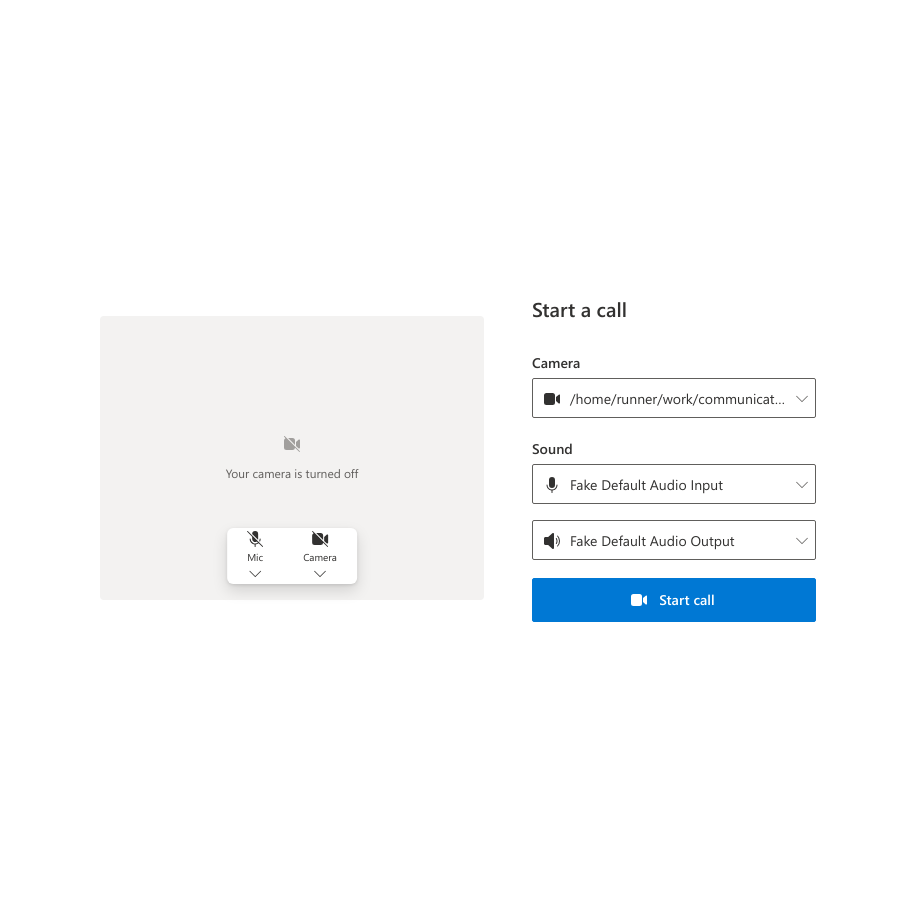 Your camera is turned off
Mic
Camera
Start a call
Camera
/home/runner/work/communicat...
Sound
Fake Default Audio Input
Fake Default Audio Output
Start call